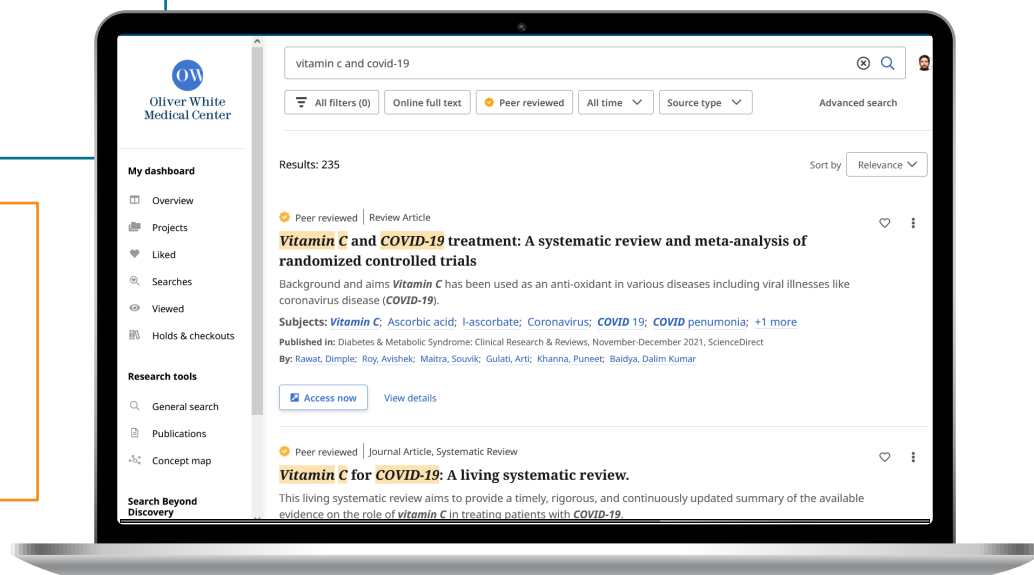 OW
Oliver White
Medical Center
My dashboard
Overview
Projects
Liked
Searches
Viewed
Holds & checkouts
Research tools
General search
Publications
Concept map
Search Beyond
Discovery
vitamin c and covid-19
All filters (0)
Online full text
Peer reviewed
All time
Source type
Advanced search
Results: 235
Sort by
Relevance
Peer reviewed | Review Article
Vitamin C and COVID-19 treatment: A systematic review and meta-analysis of
randomized controlled trials
Background and aims Vitamin C has been used as an anti-oxidant in various diseases including viral illnesses like
coronavirus disease (COVID-19).
Subjects: Vitamin C; Ascorbic acid; l-ascorbate; Coronavirus; COVID 19; COVID penumonia; +1 more
Published in: Diabetes & Metabolic Syndrome: Clinical Research & Reviews, November-December 2021, ScienceDirect
By: Rawat, Dimple; Roy, Avishek; Maitra, Souvik; Gulati, Arti; Khanna, Puneet; Baidya, Dalim Kumar
Access now
View details
Peer reviewed | Journal Article, Systematic Review
Vitamin C for COVID-19: A living systematic review.
This living systematic review aims to provide a timely, rigorous, and continuously updated summary of the available
evidence on the role of vitamin C in treating patients with COVID-19.